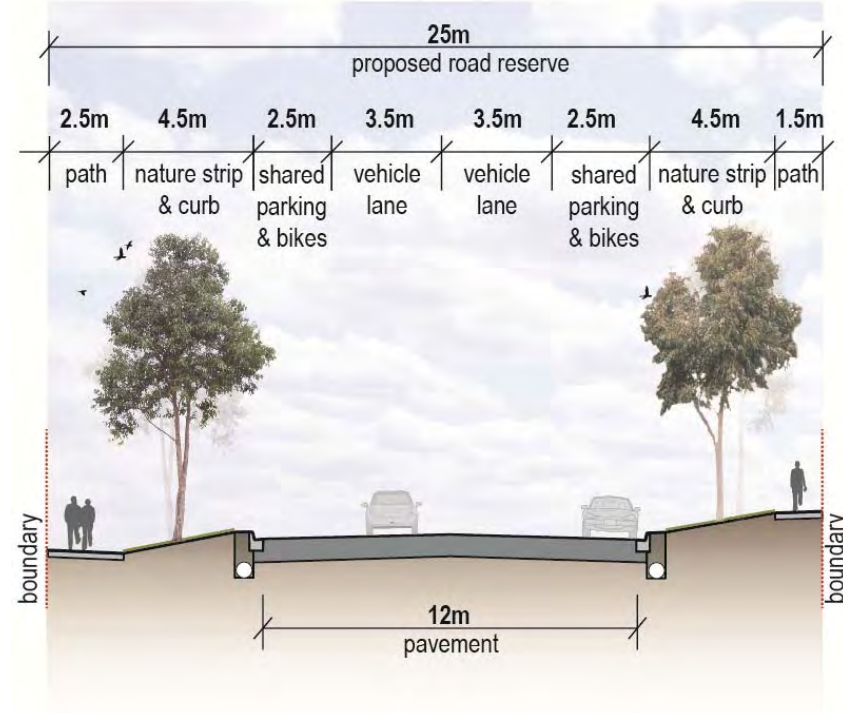 25m
proposed road reserve
2.5m 4.5m 2.5m 3.5m 3.5m 2.5m 4.5m 1.5m
path nature strip shared vehicle vehicle shared nature strip path
& curb parking lane lane parking & curb
& bikes & bikes
boundary boundary
12m
pavement